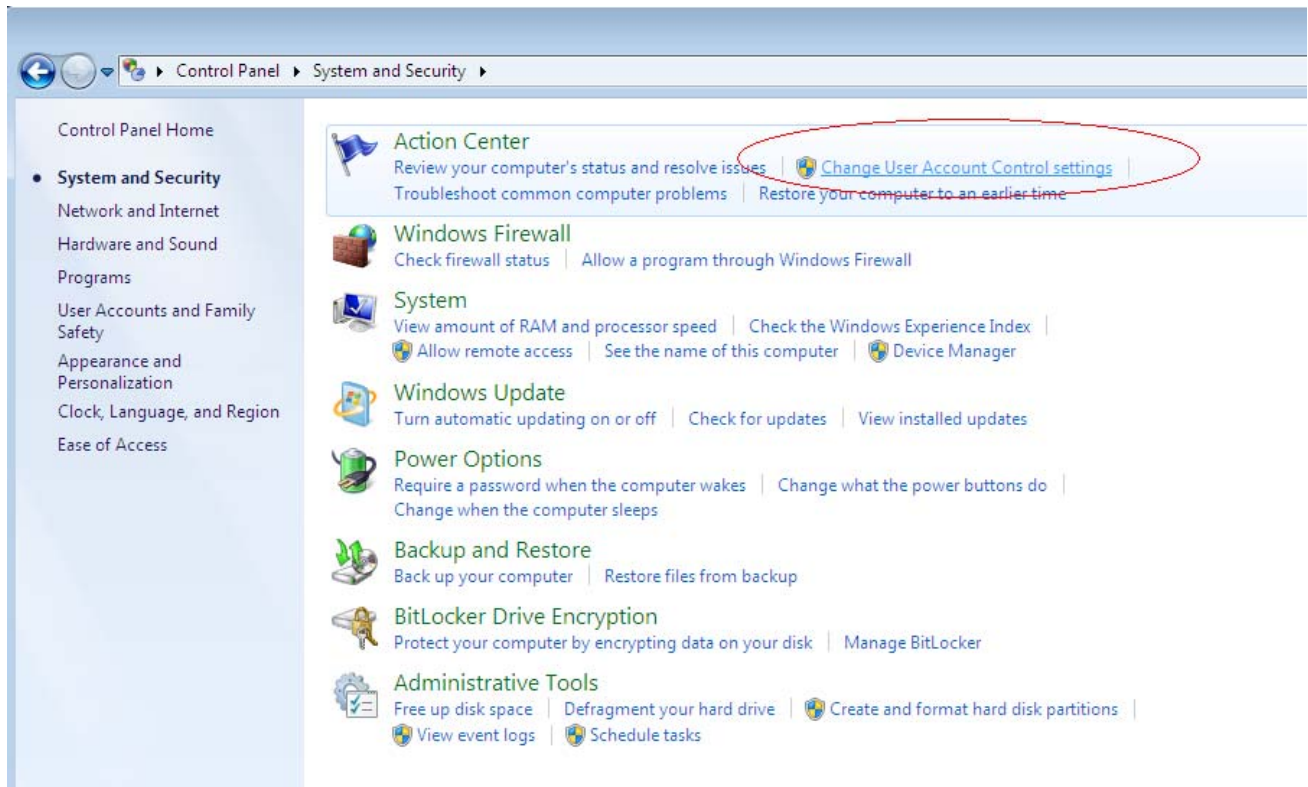 Control Panel System and Security
Control Panel Home
System and Security
Network and Internet
Hardware and Sound
Programs
User Accounts and Family
Safety
Appearance and
Personalization
Clock, Language, and Region
Ease of Access
Action Center
Review your computer's status and resolve issues Change User Account Control settings
Troubleshoot common computer problems Restore your computer to an earlier time
Windows Firewall
Check firewall status Allow a program through Windows Firewall
System
View amount of RAM and processor speed Check the Windows Experience Index
Allow remote access See the name of this computer Device Manager
Windows Update
Turn automatic updating on or off Check for updates View installed updates
Power Options
Require a password when the computer wakes Change what the power buttons do
Change when the computer sleeps
Backup and Restore
Back up your computer Restore files from backup
BitLocker Drive Encryption
Protect your computer by encrypting data on your disk Manage BitLocker
Administrative Tools
Free up disk space Defragment your hard drive Create and format hard disk partitions
View event logs Schedule tasks